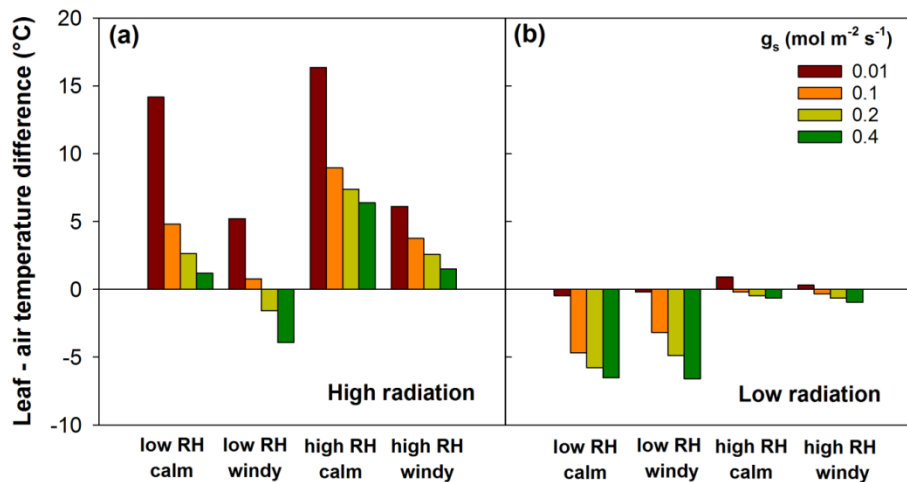 Leaf - air temperature difference (°C)
20
15
10
5
0
-5
-10
(a)
High radiation
low RH
calm
low RH
windy
high RH
calm
high RH
windy
(b)
gs (mol m-2 s-1)
0.01
0.1
0.2
0.4
Low radiation
low RH
calm
low RH
windy
high RH
calm
high RH
windy